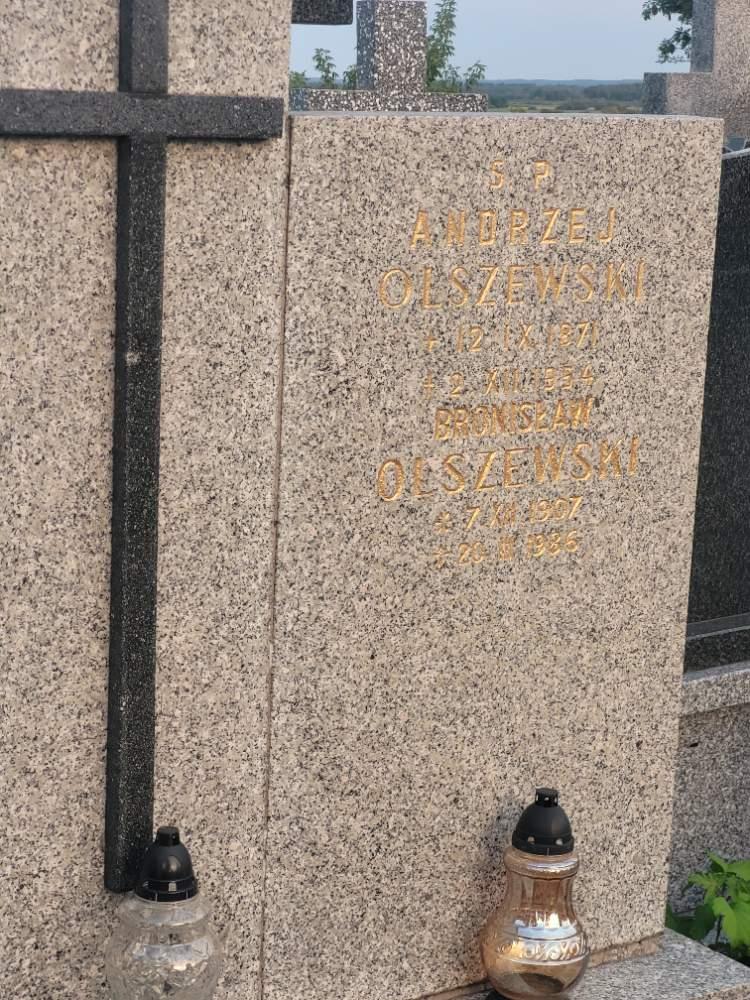 S. P.
ANDRZEJ
OLSZEWSKI
* 12 IX 1871
+ 2 XII 1934
BRONISŁAW
OLSZEWSKI
* 7 XII 1907
+ 20 III 1986